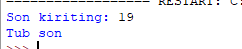 ==================== RESTART: C:
Son kiriting: 19
Tub son
>>>